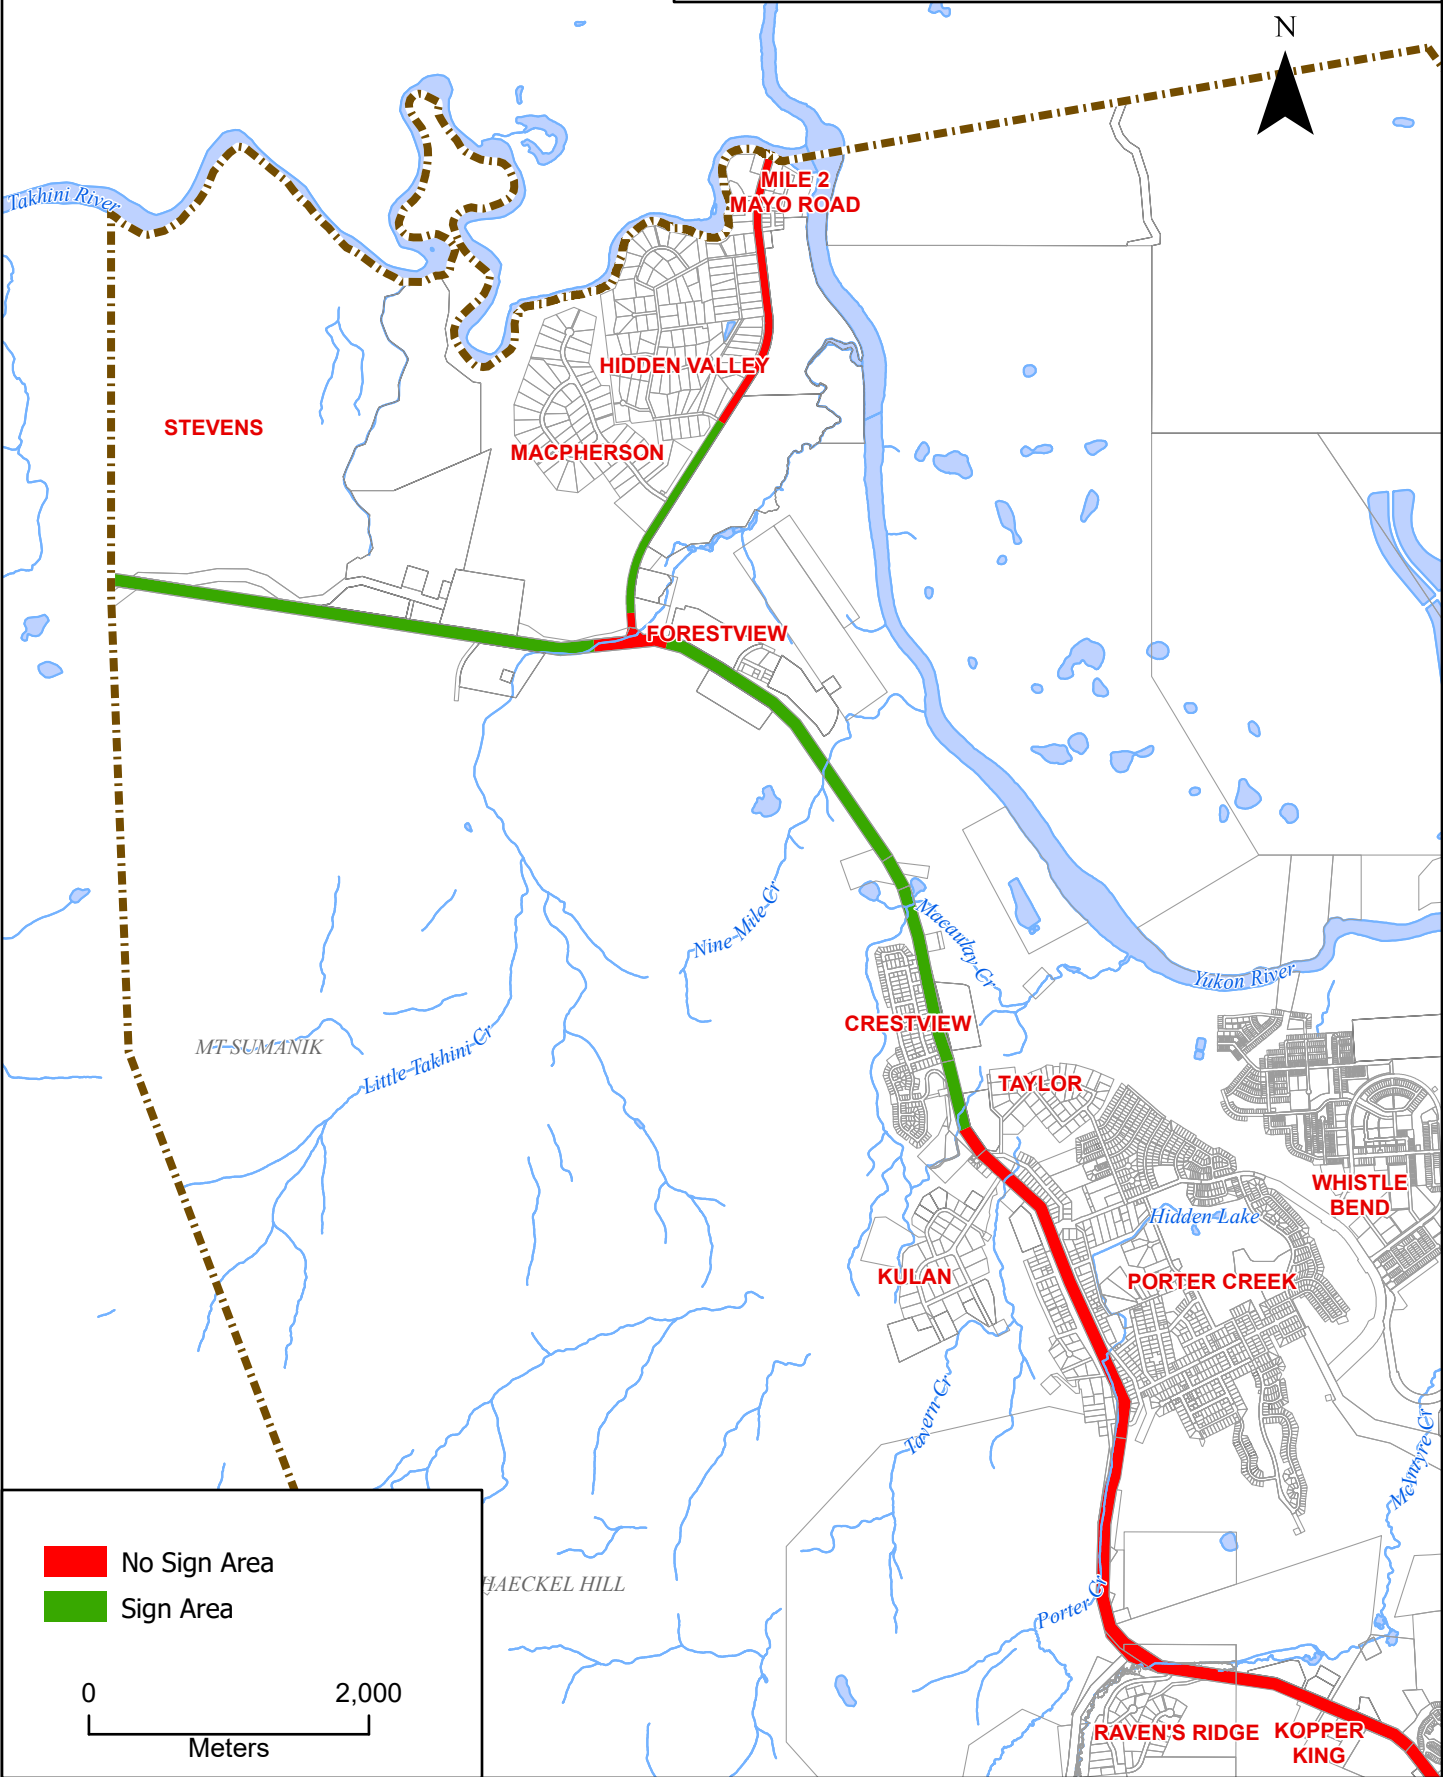 N
MILE 2
MAYO ROAD
Takhini River
HIDDEN VALLEY
STEVENS
MACPHERSON
FORESTVIEW
Nine Mile Cr
Macaulay Cr
Yukon River
CRESTVIEW
MT SUMANIK
Little Takhini Cr
TAYLOR
WHISTLE
BEND
Hidden Lake
KULAN
PORTER CREEK
Tavern Cr
McIntyre Cr
No Sign Area
HAECKEL HILL
Sign Area
Porter Cr
0 2,000
Meters
RAVEN'S RIDGE
KOPPER
KING